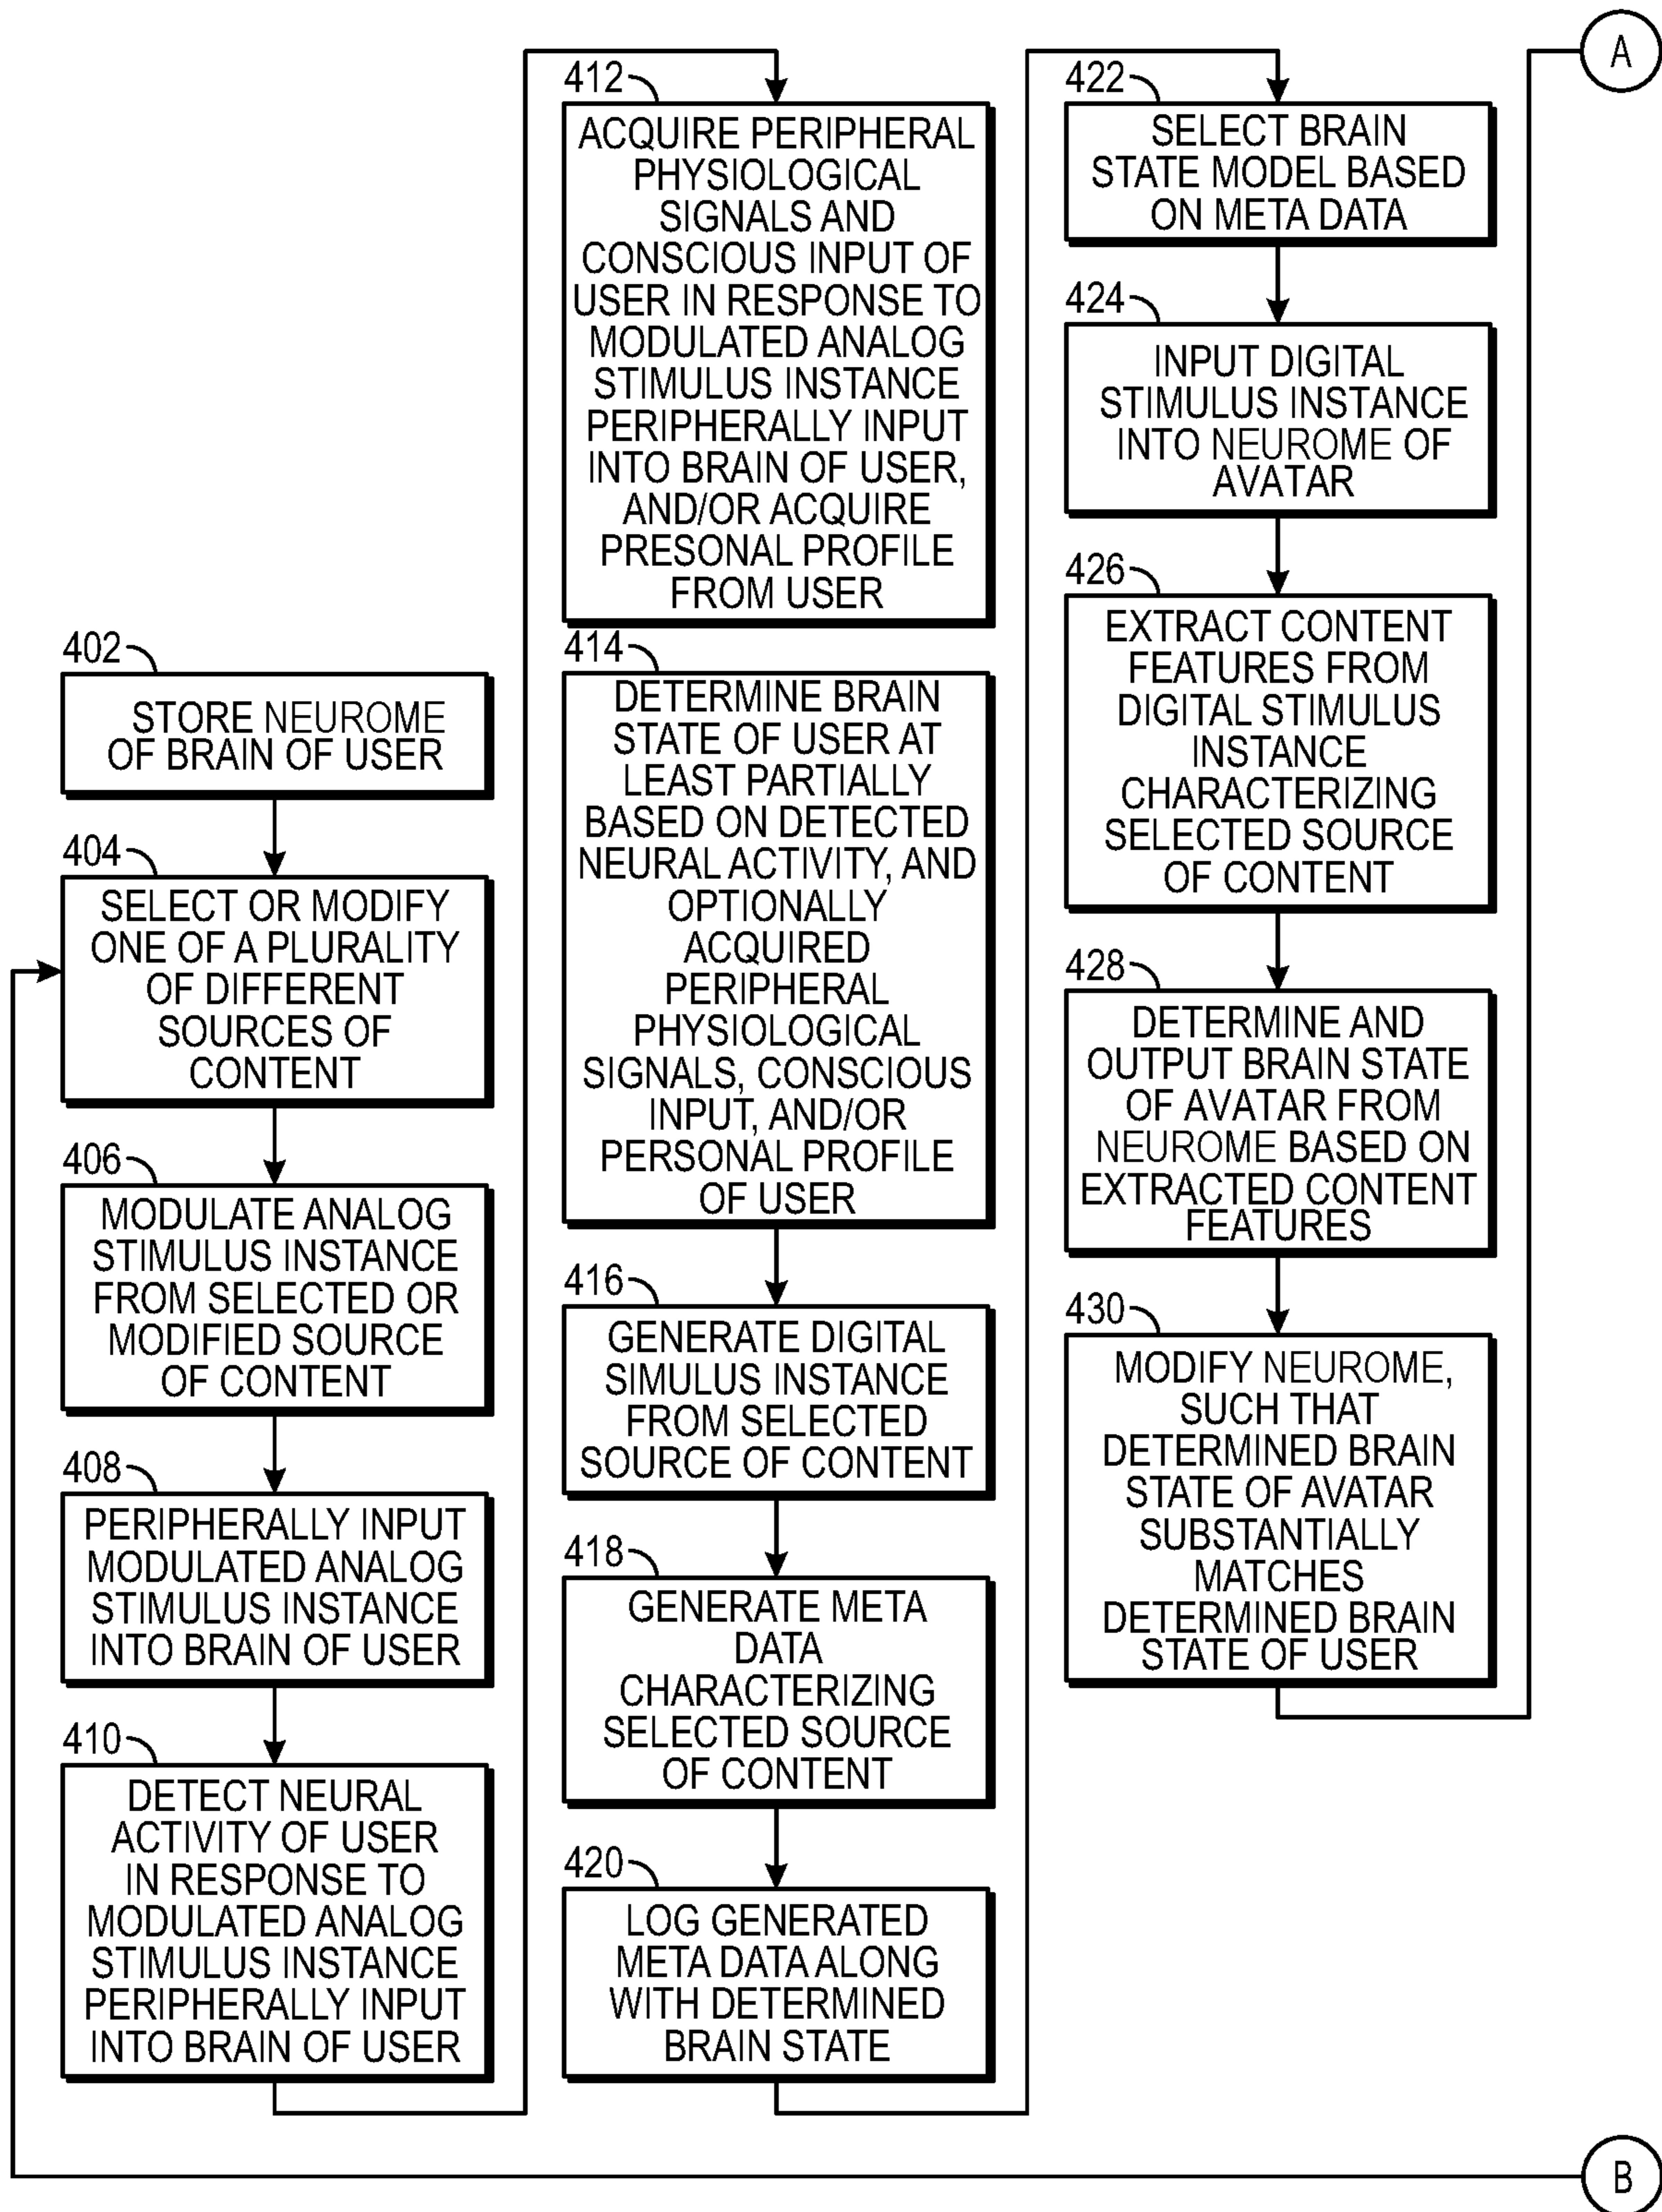 402
STORE NEUROME
OF BRAIN OF USER
404
SELECT OR MODIFY
ONE OF A PLURALITY
OF DIFFERENT
SOURCES OF
CONTENT
406
MODULATE ANALOG
STIMULUS INSTANCE
FROM SELECTED OR
MODIFIED SOURCE
OF CONTENT
408
PERIPHERALLY INPUT
MODULATED ANALOG
STIMULUS INSTANCE
INTO BRAIN OF USER
410
DETECT NEURAL
ACTIVITY OF USER
IN RESPONSE TO
MODULATED ANALOG
STIMULUS INSTANCE
PERIPHERALLY INPUT
INTO BRAIN OF USER
412
ACQUIRE PERIPHERAL
PHYSIOLOGICAL
SIGNALS AND
CONSCIOUS INPUT OF
USER IN RESPONSE TO
MODULATED ANALOG
STIMULUS INSTANCE
PERIPHERALLY INPUT
INTO BRAIN OF USER,
AND/OR ACQUIRE
PRESONAL PROFILE
FROM USER
414
DETERMINE BRAIN
STATE OF USER AT
LEAST PARTIALLY
BASED ON DETECTED
NEURAL ACTIVITY, AND
OPTIONALLY
ACQUIRED
PERIPHERAL
PHYSIOLOGICAL
SIGNALS, CONSCIOUS
INPUT, AND/OR
PERSONAL PROFILE
OF USER
416
GENERATE DIGITAL
SIMULUS INSTANCE
FROM SELECTED
SOURCE OF CONTENT
418
GENERATE META
DATA
CHARACTERIZING
SELECTED SOURCE
OF CONTENT
420
LOG GENERATED
META DATA ALONG
WITH DETERMINED
BRAIN STATE
422
SELECT BRAIN
STATE MODEL BASED
ON META DATA
424
INPUT DIGITAL
STIMULUS INSTANCE
INTO NEUROME OF
AVATAR
426
EXTRACT CONTENT
FEATURES FROM
DIGITAL STIMULUS
INSTANCE
CHARACTERIZING
SELECTED SOURCE
OF CONTENT
428
DETERMINE AND
OUTPUT BRAIN STATE
OF AVATAR FROM
NEUROME BASED ON
EXTRACTED CONTENT
FEATURES
430
MODIFY NEUROME,
SUCH THAT
DETERMINED BRAIN
STATE OF AVATAR
SUBSTANTIALLY
MATCHES
DETERMINED BRAIN
STATE OF USER
A
B